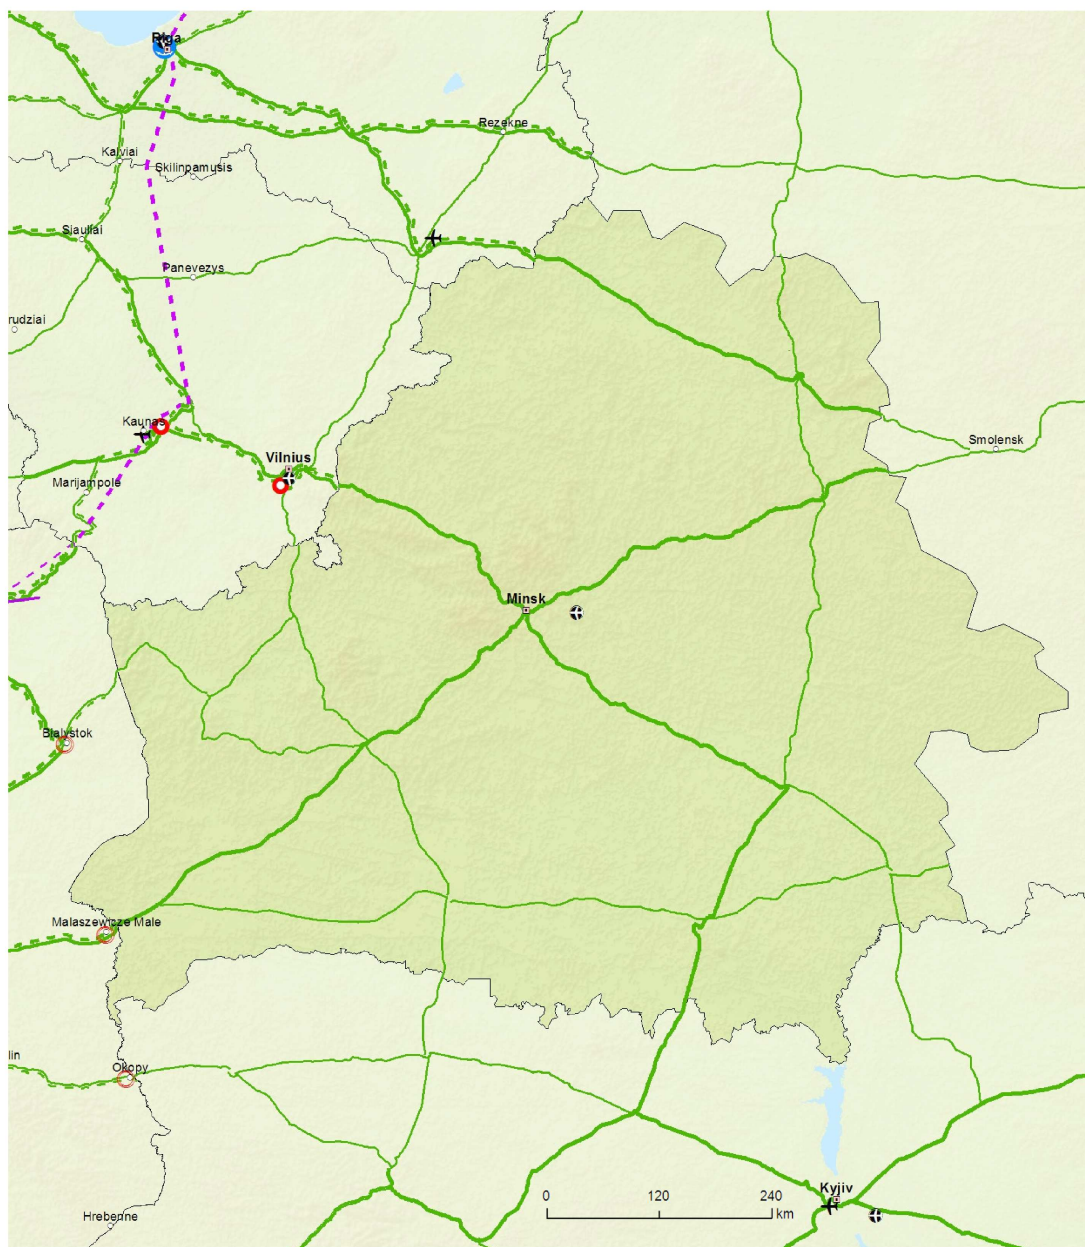 Riga
Rezekne
Kalviai
Skilinpamusis
Siauliai
Panevezys
rudziai
Kaunas
Smolensk
Vilnius
Marijampole
Minsk
Bialystok
Malaszewicze Male
lin
Okopy
Kyjiv
0 120 240
km
Hrebenne